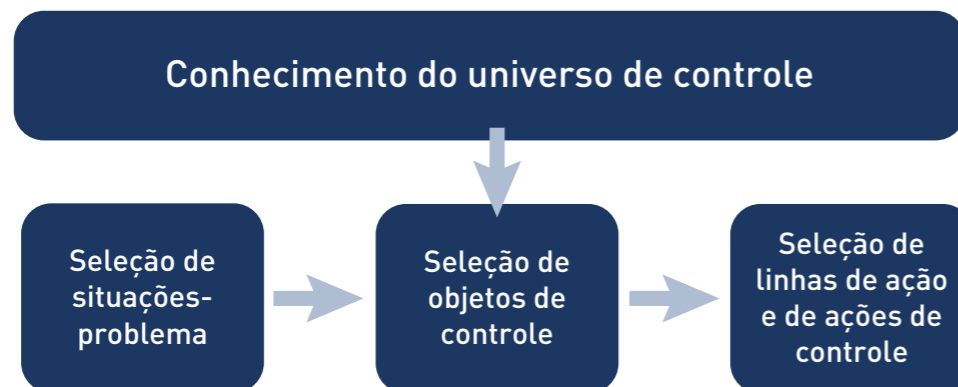 Conhecimento do universo de controle
Seleção de
situações-
problema
Seleção de
objetos de
controle
Seleção de
linhas de ação
e de ações de
controle